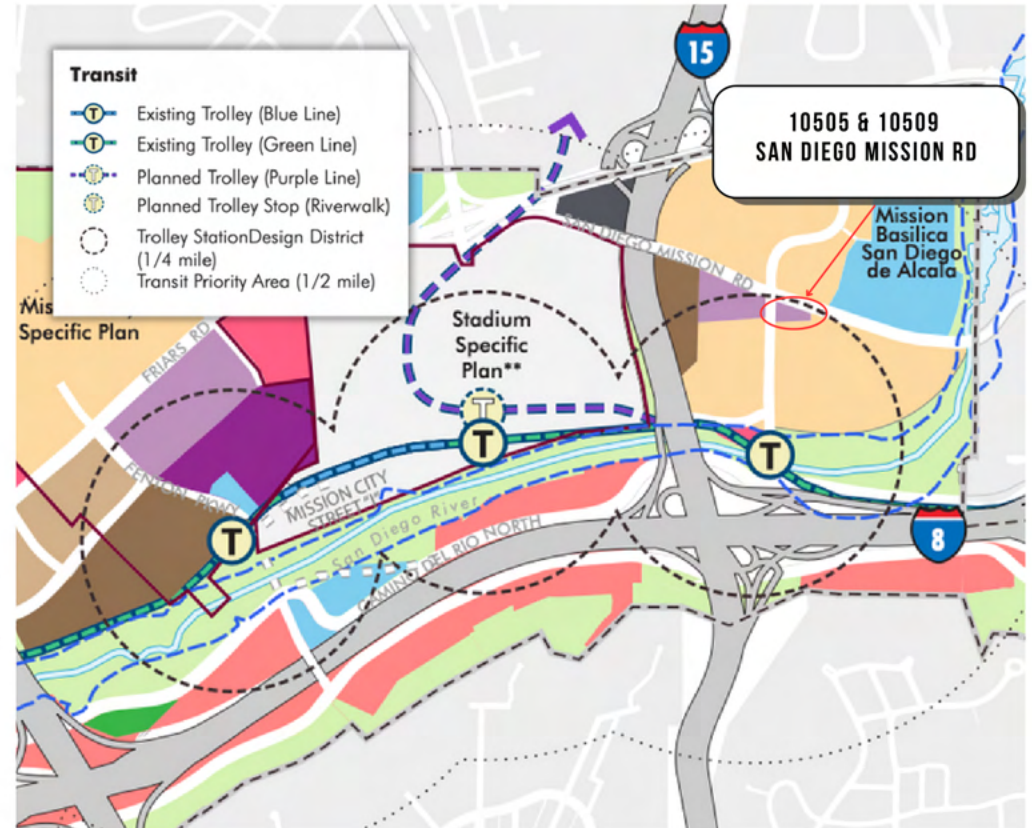 15
Transit
T Existing Trolley (Blue Line)
T Existing Trolley (Green Line)
T Planned Trolley (Purple Line)
T Planned Trolley Stop (Riverwalk)
Trolley StationDesign District
(1/4 mile)
Transit Priority Area (1/2 mile)
10505 & 10509
SAN DIEGO MISSION RD
SAN DIEGO MISSION RD
Mission
Basilica
San Diego
de Alcala
Mis
Specific Plan
FRIARS RD
Stadium
Specific
Plan**
T
T
T
FENTON PKWY
MISSION CITY
STREET "I"
San Diego River
T
CAMINO DEL RIO NORTH
8